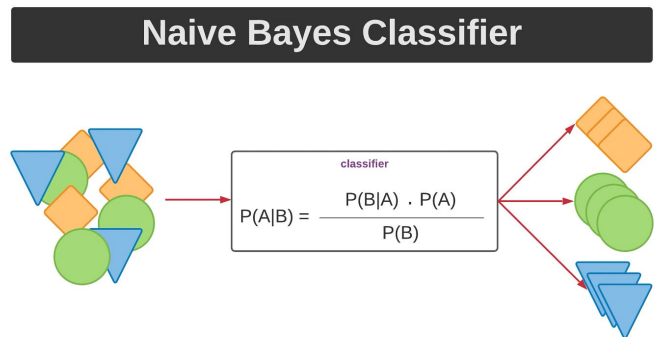 Naive Bayes Classifier
classifier
P(B|A) . P(A)
P(A|B) =
P(B)